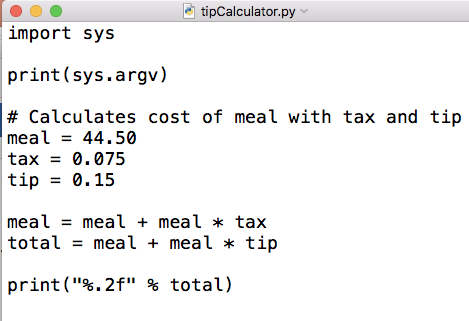 tipCalculator.py
import sys
print(sys.argv)
# Calculates cost of meal with tax and tip
meal = 44.50
tax = 0.075
tip = 0.15
meal = meal + meal * tax
total = meal + meal * tip
print("%.2f" % total)